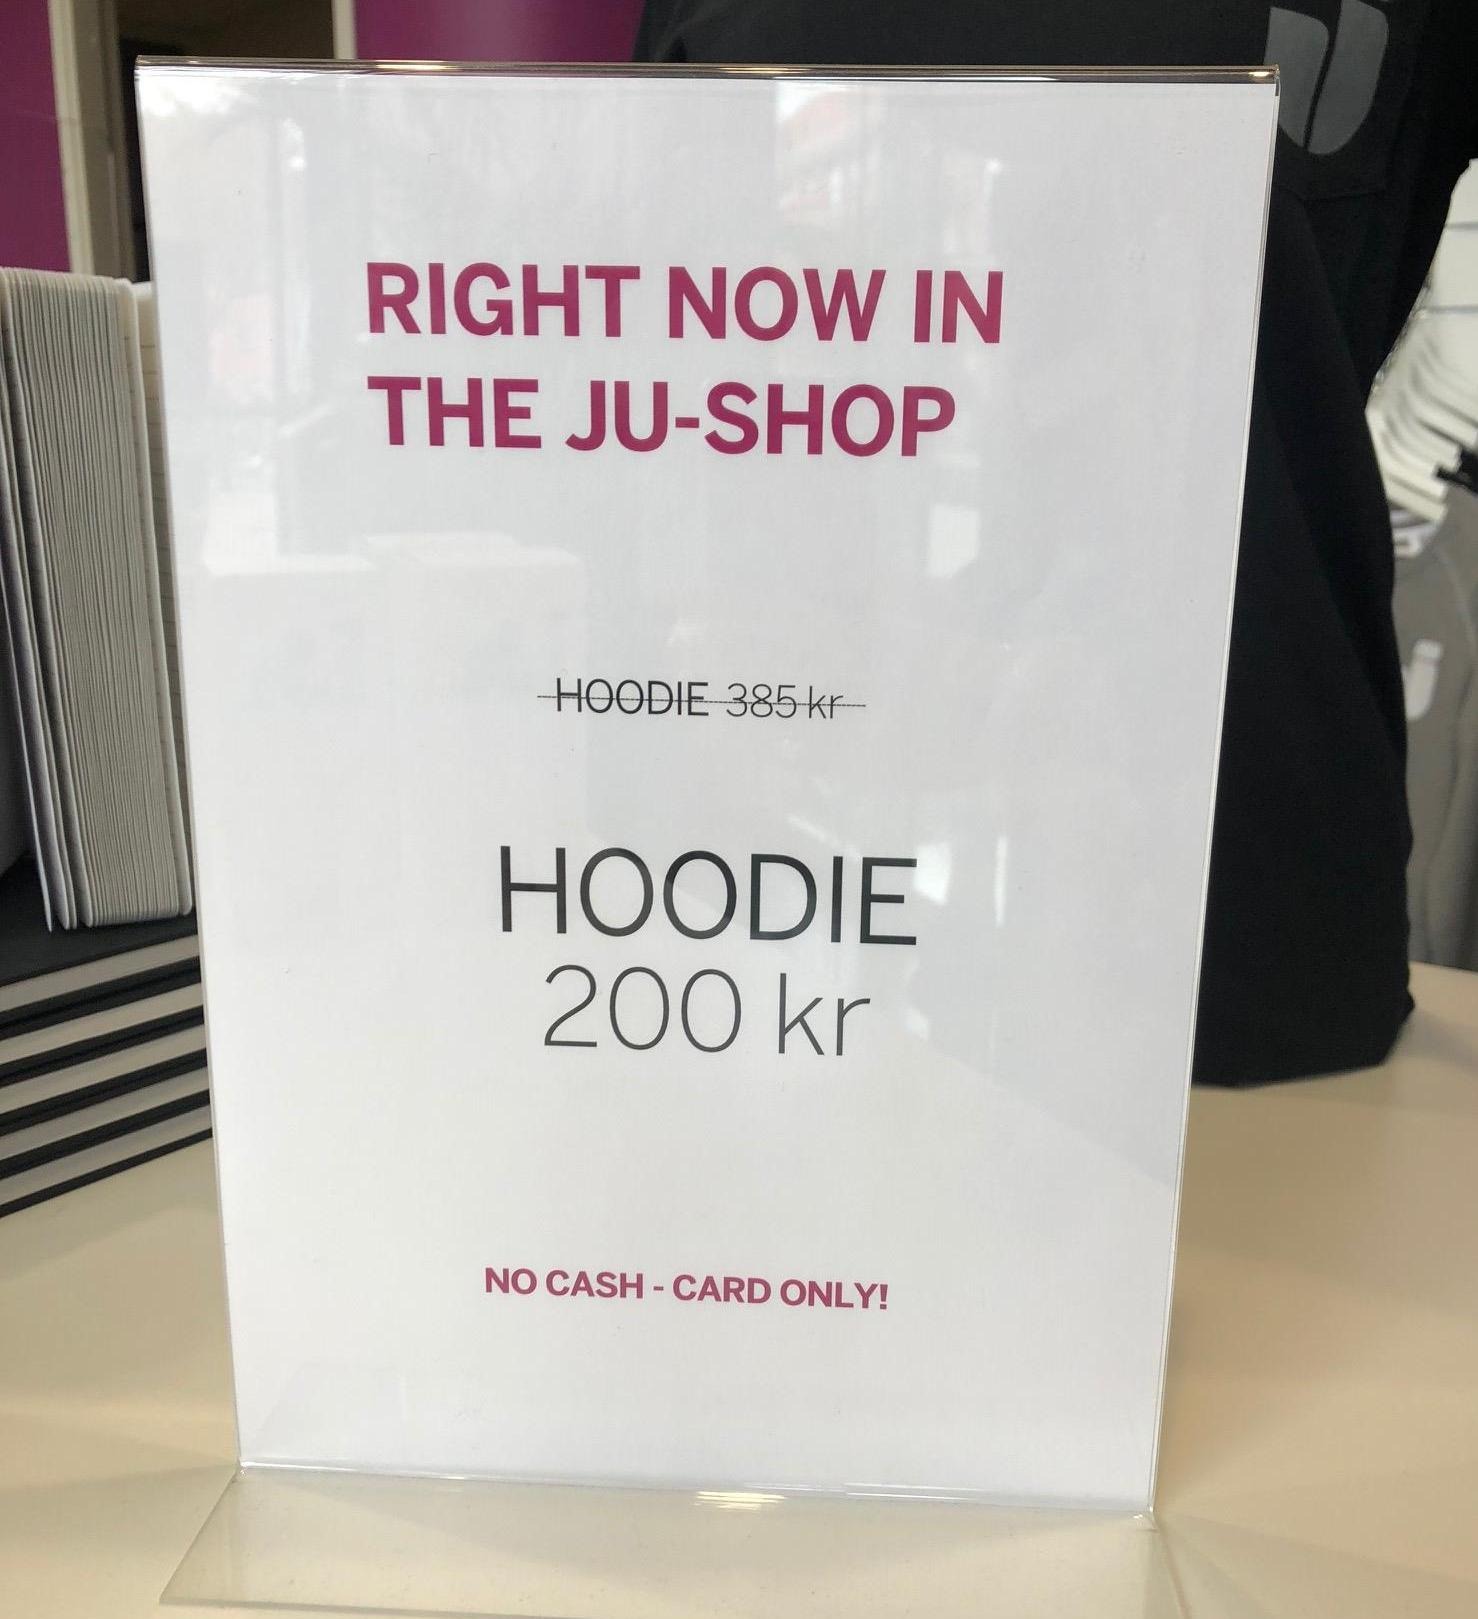 RIGHT NOW IN
THE JU-SHOP
HOODIE 385 kr
HOODIE
200 kr
NO CASH - CARD ONLY!